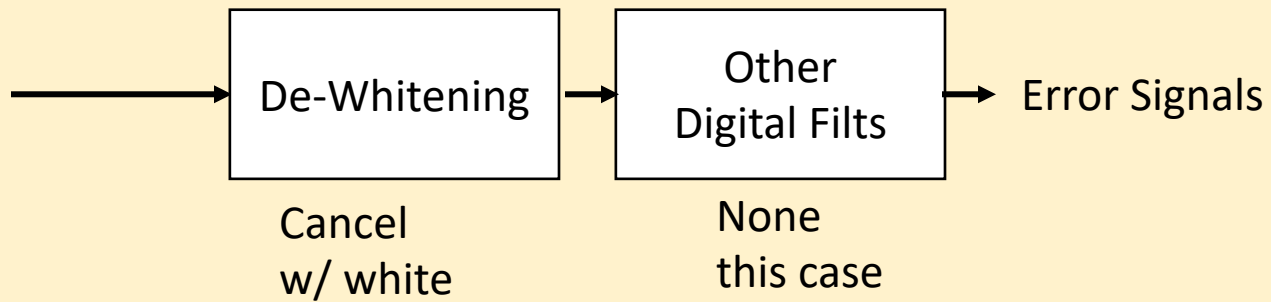 De-Whitening
Other
Digital Filts
Error Signals
Cancel
w/ white
None
this case